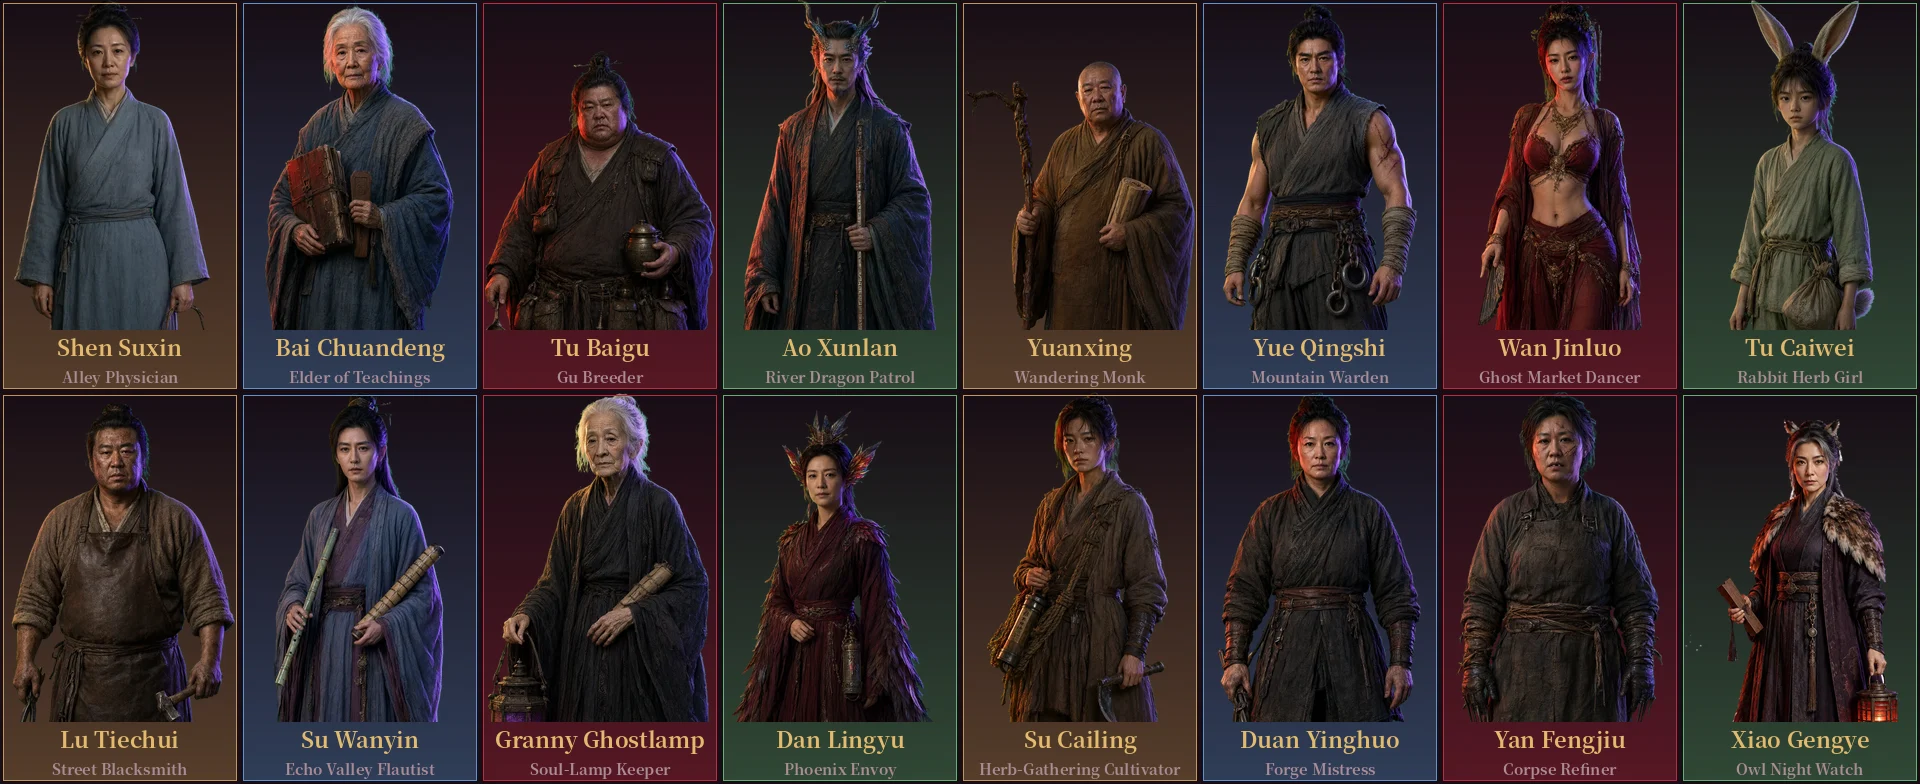 Shen Suxin
Alley Physician
Bai Chuandeng
Elder of Teachings
Tu Baigu
Gu Breeder
Ao Xunlan
River Dragon Patrol
Yuanxing
Wandering Monk
Yue Qingshi
Mountain Warden
Wan Jinluo
Ghost Market Dancer
Tu Caiwei
Rabbit Herb Girl
Lu Tiechui
Street Blacksmith
Su Wanyin
Echo Valley Flautist
Granny Ghostlamp
Soul-Lamp Keeper
Dan Lingyu
Phoenix Envoy
Su Cailing
Herb-Gathering Cultivator
Duan Yinghuo
Forge Mistress
Yan Fengjiu
Corpse Refiner
Xiao Gengye
Owl Night Watch